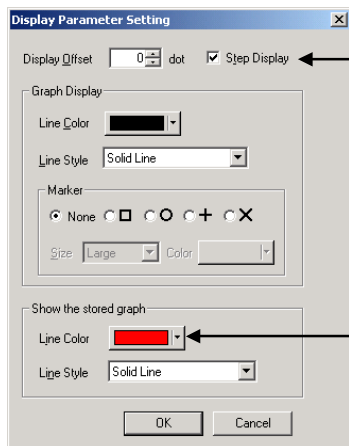 Display Parameter Setting
Display Offset 0 dot Step Display
Graph Display
Line Color
Line Style Solid Line
Marker
None
Size Large Color
Show the stored graph
Line Color
Line Style Solid Line
OK Cancel